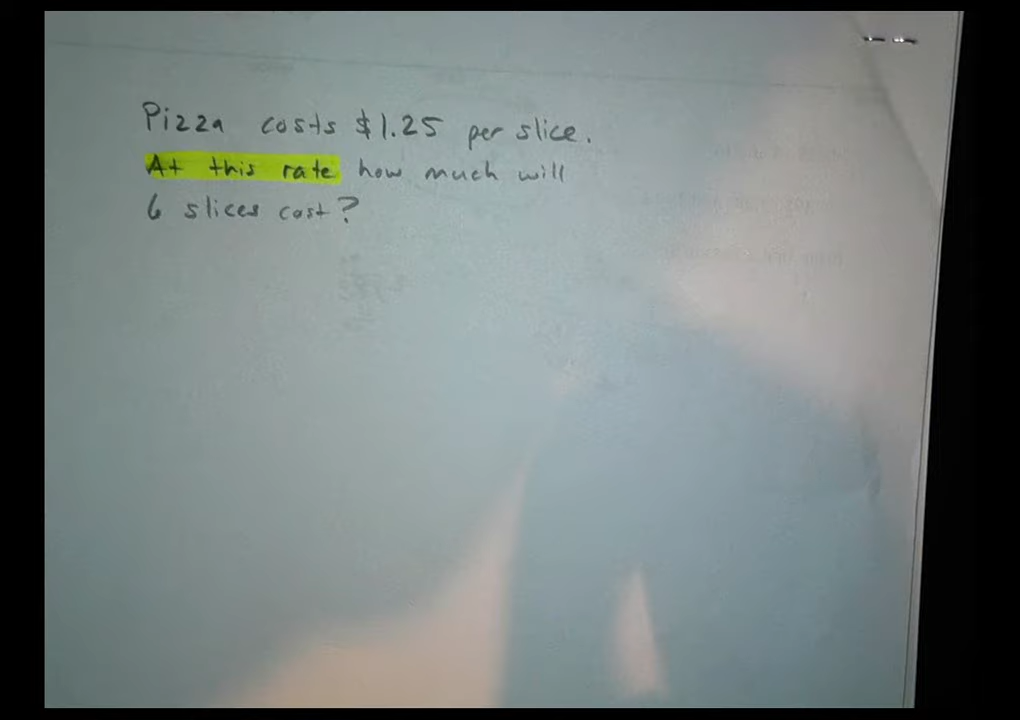 Pizza costs $1.25 per slice.
At this rate how much will
6 slices cost?